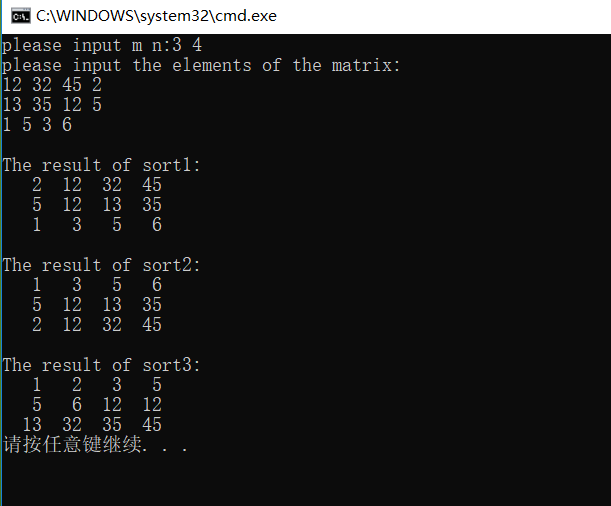 C:\WINDOWS\system32\cmd.exe
please input m n:3 4
please input the elements of the matrix:
12 32 45 2
13 35 12 5
1 5 3 6
The result of sort1:
2 12 32 45
5 12 13 35
1 3 5 6
The result of sort2:
1 3 5 6
5 12 13 35
2 12 32 45
The result of sort3:
1 2 3 5
5 6 12 12
13 32 35 45
请按任意键继续. . .